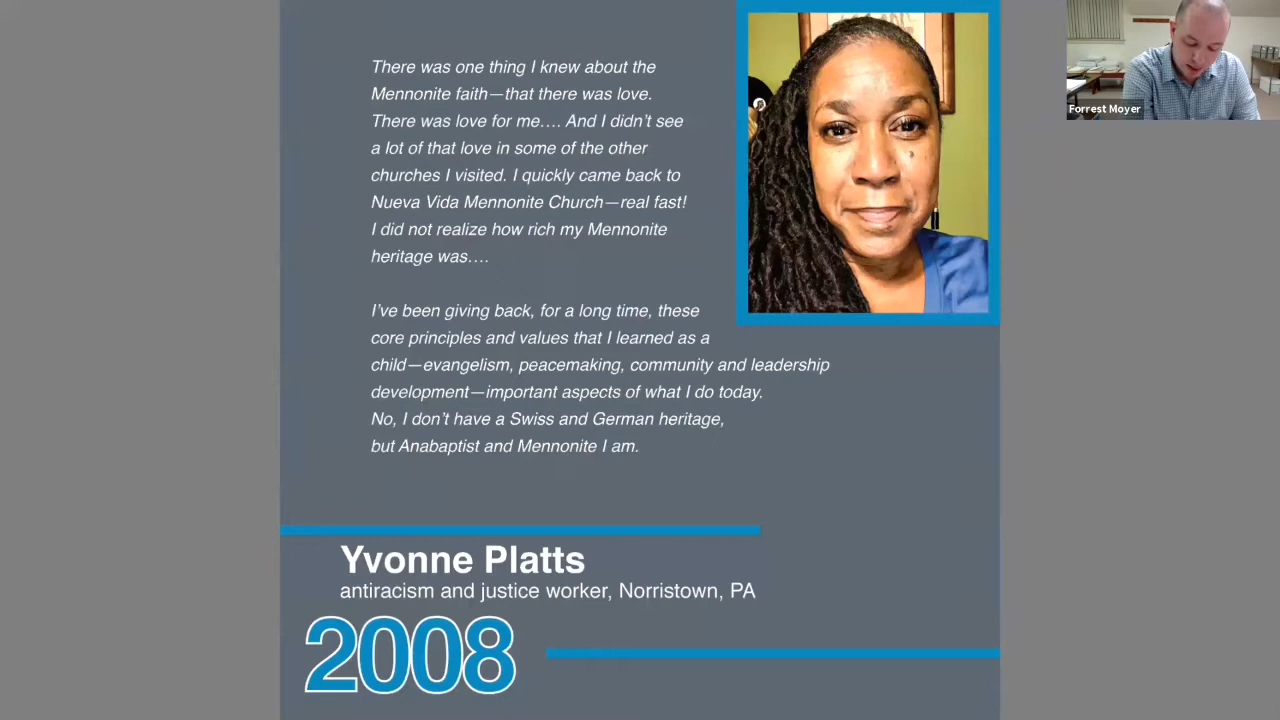 There was one thing I knew about the
Mennonite faith—that there was love.
There was love for me…. And I didn’t see
a lot of that love in some of the other
churches I visited. I quickly came back to
Nueva Vida Mennonite Church—real fast!
I did not realize how rich my Mennonite
heritage was….
I’ve been giving back, for a long time, these
core principles and values that I learned as a
child—evangelism, peacemaking, community and leadership
development—important aspects of what I do today.
No, I don’t have a Swiss and German heritage,
but Anabaptist and Mennonite I am.
Yvonne Platts
antiracism and justice worker, Norristown, PA
2008
Forrest Moyer